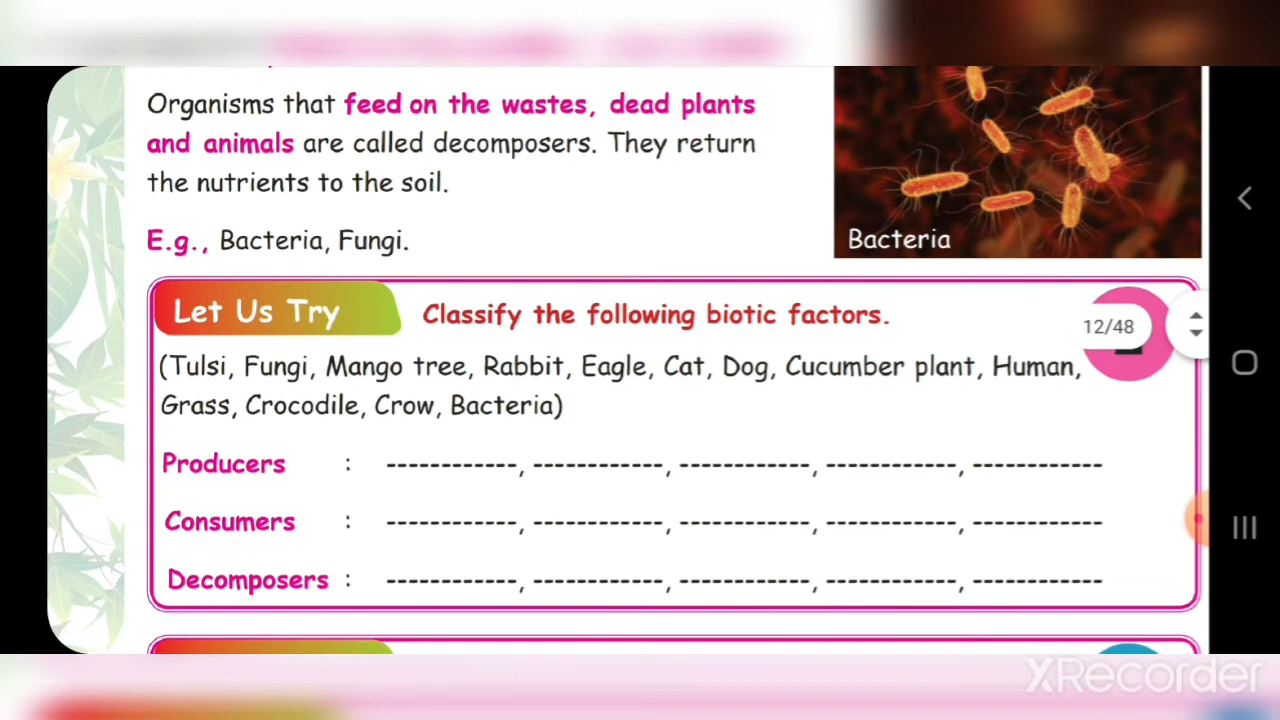 Organisms that feed on the wastes, dead plants
and animals are called decomposers. They return
the nutrients to the soil.
E.g., Bacteria, Fungi.
Bacteria
Let Us Try
Classify the following biotic factors.
12/48
(Tulsi, Fungi, Mango tree, Rabbit, Eagle, Cat, Dog, Cucumber plant, Human,
Grass, Crocodile, Crow, Bacteria)
Producers : ------------, ------------, ------------, ------------, ------------
Consumers : ------------, ------------, ------------, ------------, ------------
Decomposers : ------------, ------------, ------------, ------------, ------------
XRecorder